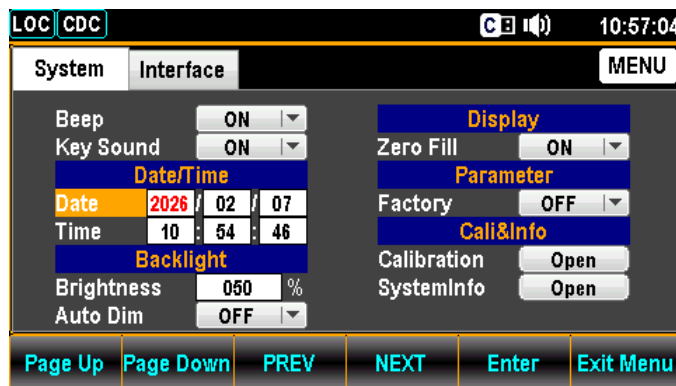 LOC CDC C 10:57:04
System Interface MENU
Beep ON
Key Sound ON
Date/Time
Date 2026 / 02 / 07
Time 10 : 54 : 46
Backlight
Brightness 050 %
Auto Dim OFF
Display
Zero Fill ON
Parameter
Factory OFF
Cali&Info
Calibration Open
SystemInfo Open
Page Up Page Down PREV NEXT Enter Exit Menu